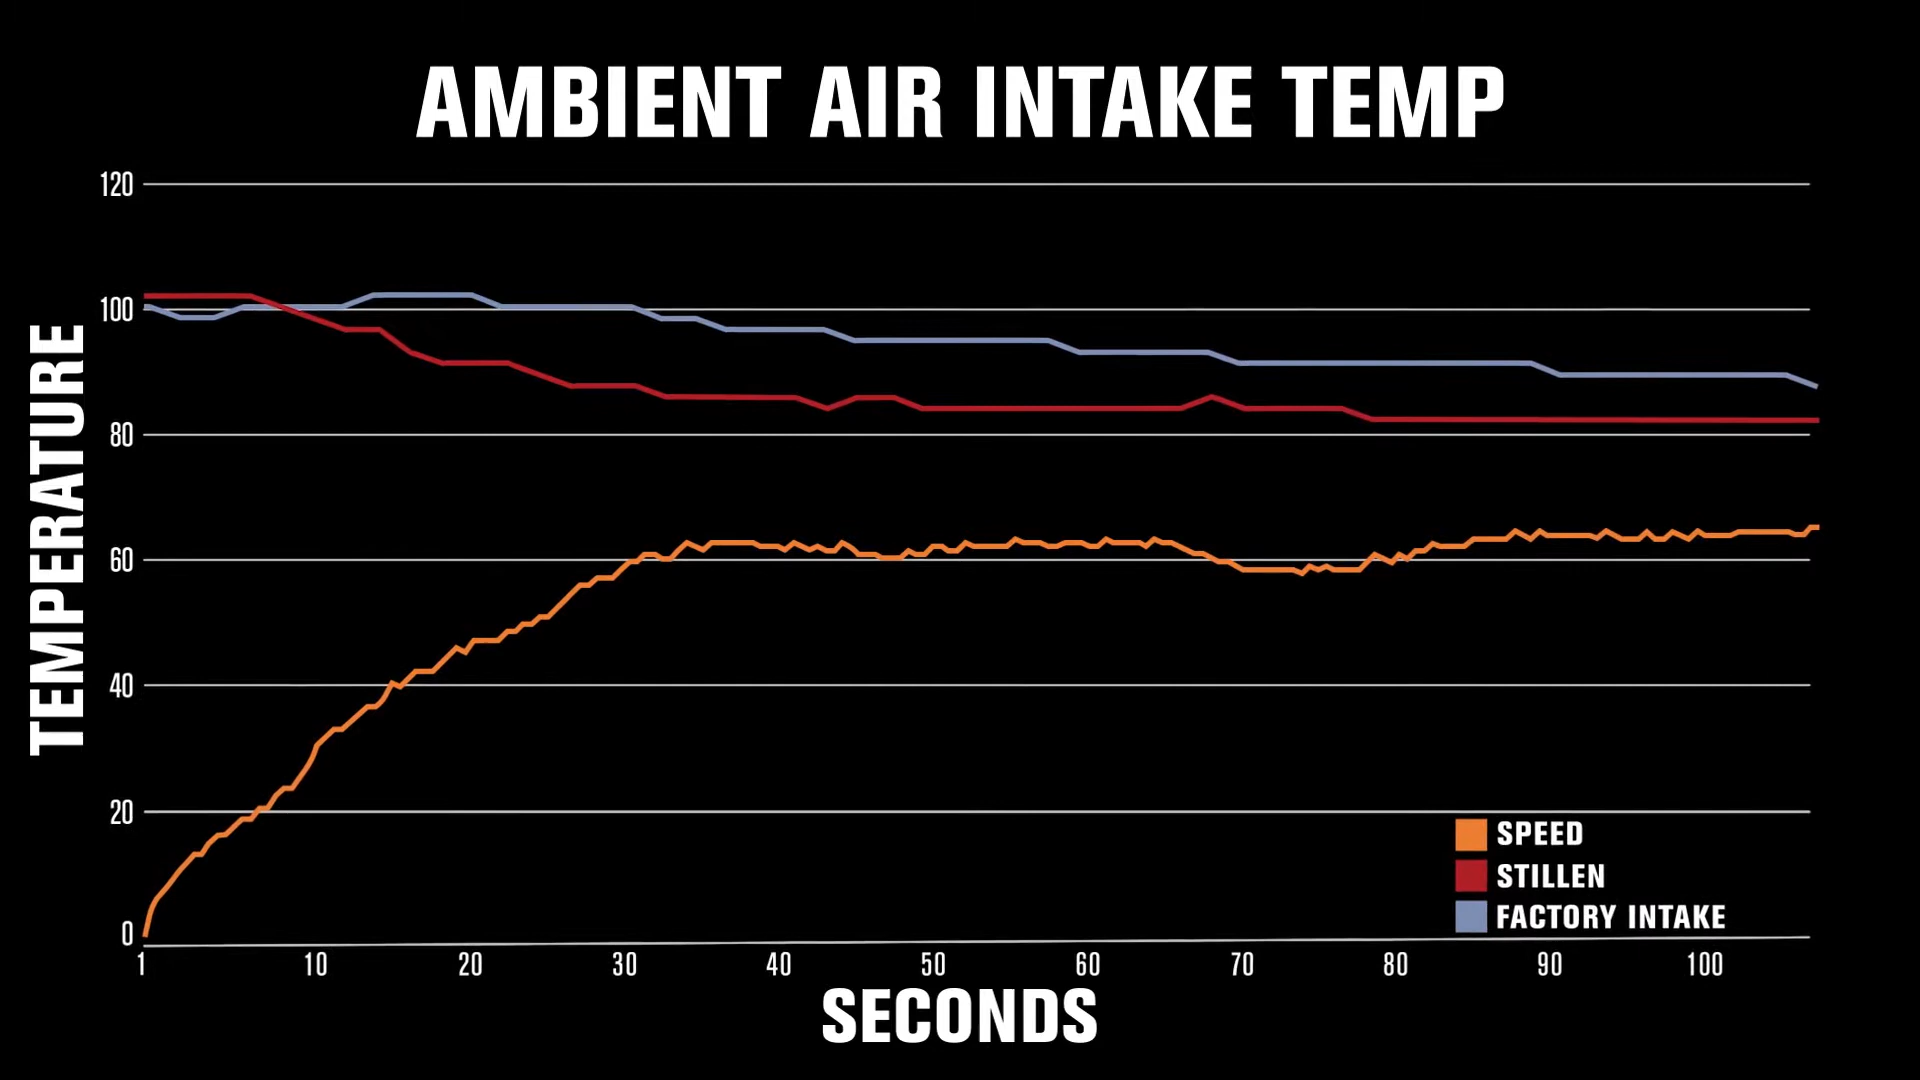 AMBIENT AIR INTAKE TEMP
120
100
80
60
40
20
0
TEMPERATURE
1 10 20 30 40 50 60 70 80 90 100
SECONDS
SPEED
STILLEN
FACTORY INTAKE